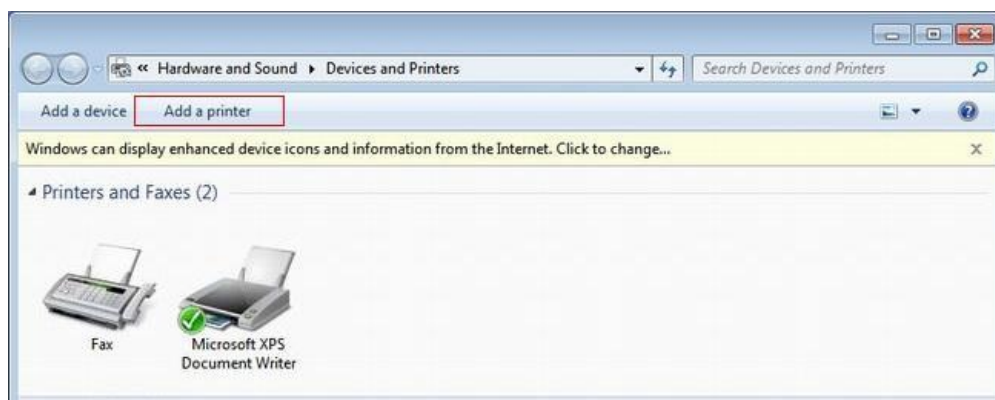 « Hardware and Sound ▸ Devices and Printers
Search Devices and Printers
Add a device Add a printer
Windows can display enhanced device icons and information from the Internet. Click to change...
Printers and Faxes (2)
Fax
Microsoft XPS
Document Writer